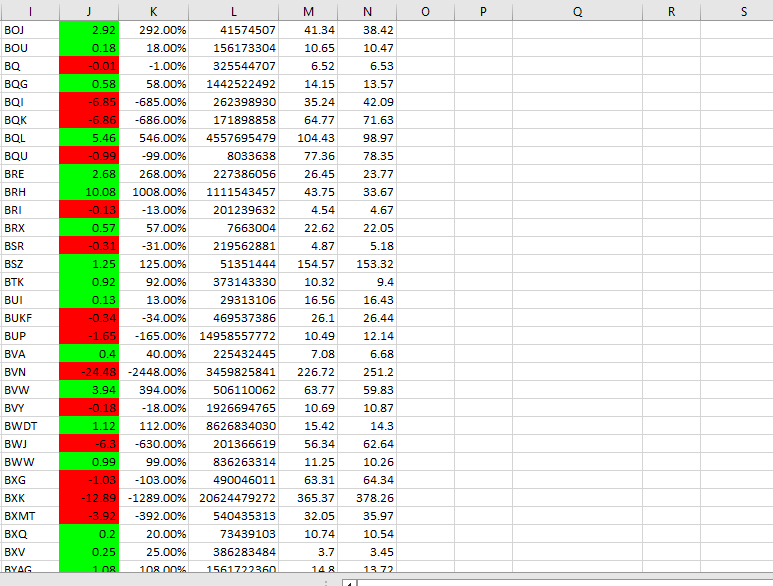 I J K L M N O P Q R S
BOJ 2.92 292.00% 41574507 41.34 38.42
BOU 0.18 18.00% 156173304 10.65 10.47
BQ -0.01 -1.00% 325544707 6.52 6.53
BQG 0.58 58.00% 1442522492 14.15 13.57
BQI -6.85 -685.00% 262398930 35.24 42.09
BQK -6.86 -686.00% 171898858 64.77 71.63
BQL 5.46 546.00% 4557695479 104.43 98.97
BQU -0.99 -99.00% 8033638 77.36 78.35
BRE 2.68 268.00% 227386056 26.45 23.77
BRH 10.08 1008.00% 1111543457 43.75 33.67
BRI -0.13 -13.00% 201239632 4.54 4.67
BRX 0.57 57.00% 7663004 22.62 22.05
BSR -0.31 -31.00% 219562881 4.87 5.18
BSZ 1.25 125.00% 51351444 154.57 153.32
BTK 0.92 92.00% 373143330 10.32 9.4
BUI 0.13 13.00% 29313106 16.56 16.43
BUKF -0.34 -34.00% 469537386 26.1 26.44
BUP -1.65 -165.00% 14958557772 10.49 12.14
BVA 0.4 40.00% 225432445 7.08 6.68
BVN -24.48 -2448.00% 3459825841 226.72 251.2
BVW 3.94 394.00% 506110062 63.77 59.83
BVY -0.18 -18.00% 1926694765 10.69 10.87
BWDT 1.12 112.00% 8626834030 15.42 14.3
BWJ -6.3 -630.00% 201366619 56.34 62.64
BWW 0.99 99.00% 836263314 11.25 10.26
BXG -1.03 -103.00% 490046011 63.31 64.34
BXK -12.89 -1289.00% 20624479272 365.37 378.26
BXMT -3.92 -392.00% 540435313 32.05 35.97
BXQ 0.2 20.00% 73439103 10.74 10.54
BXV 0.25 25.00% 386283484 3.7 3.45
BYAG 1.08 108.00% 1561722360 14.8 13.72